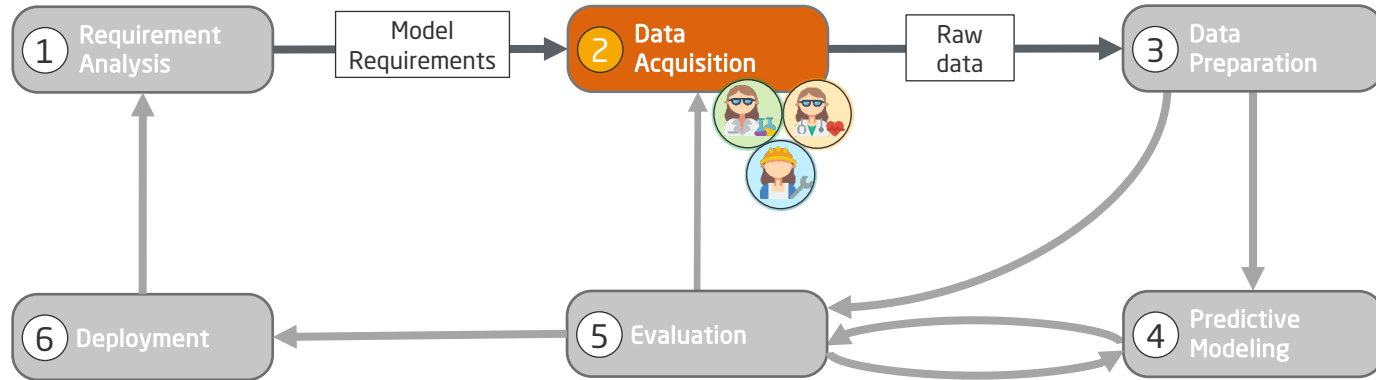 1
Requirement
Analysis
Model
Requirements
2
Data
Acquisition
Raw
data
3
Data
Preparation
6
Deployment
5
Evaluation
4
Predictive
Modeling